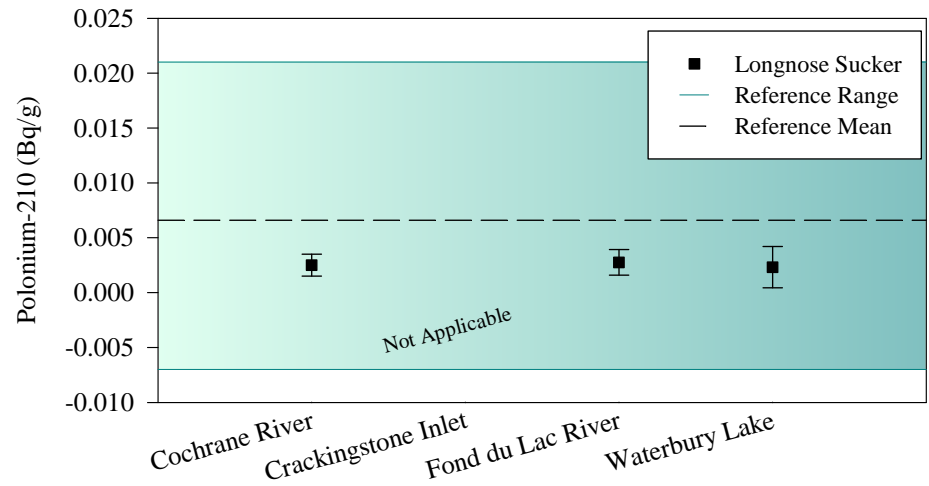 0.025
0.020
0.015
0.010
0.005
0.000
-0.005
-0.010
Polonium-210 (Bq/g)
Longnose Sucker
Reference Range
Reference Mean
Not Applicable
Cochrane River
Crackingstone Inlet
Fond du Lac River
Waterbury Lake